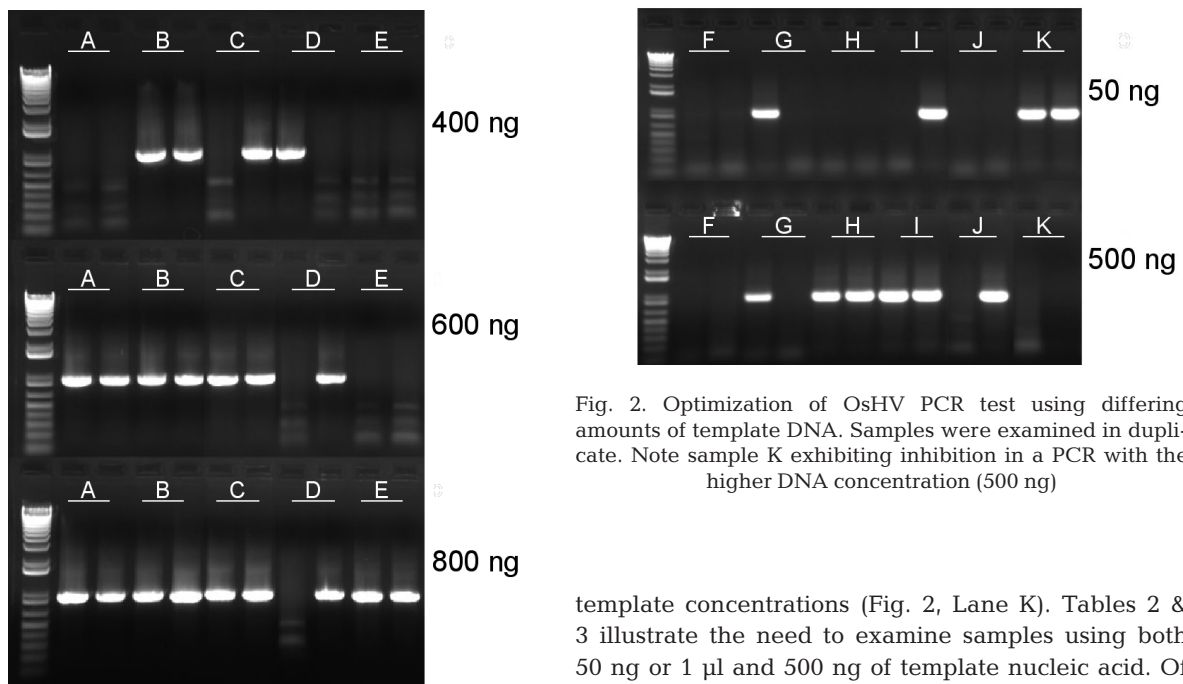 A B C D E
400 ng
A B C D E
600 ng
A B C D E
800 ng
F G H I J K
50 ng
F G H I J K
500 ng
Fig. 2. Optimization of OsHV PCR test using differing
amounts of template DNA. Samples were examined in dupli-
cate. Note sample K exhibiting inhibition in a PCR with the
higher DNA concentration (500 ng)
template concentrations (Fig. 2, Lane K). Tables 2 &
3 illustrate the need to examine samples using both
50 ng or 1 µl and 500 ng of template nucleic acid. Of